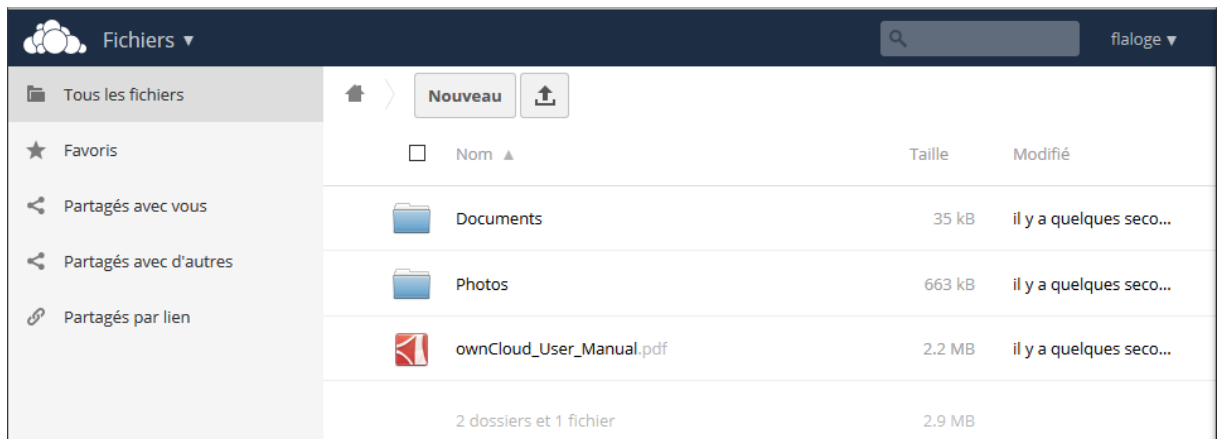 Fichiers ▾ flaloge ▾
Tous les fichiers
Favoris
Partagés avec vous
Partagés avec d'autres
Partagés par lien
Nouveau
Nom ▲ Taille Modifié
Documents 35 kB il y a quelques seco...
Photos 663 kB il y a quelques seco...
ownCloud_User_Manual.pdf 2.2 MB il y a quelques seco...
2 dossiers et 1 fichier 2.9 MB